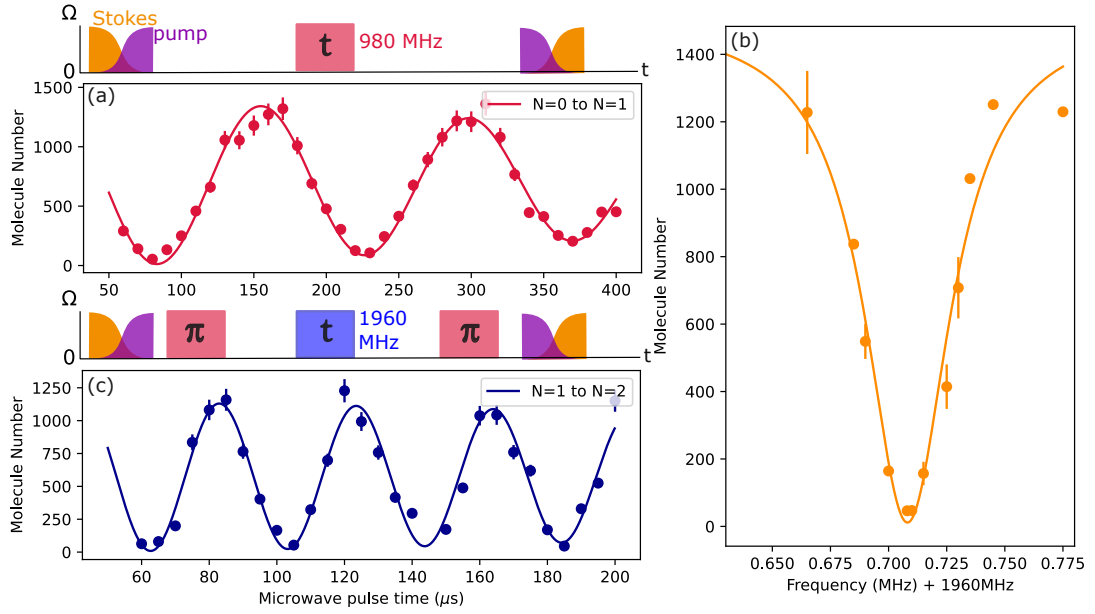 Ω
Stokes
pump
t
980 MHz
0
t
(a)
N=0 to N=1
1500
1000
500
0
Molecule Number
50
100
150
200
250
300
350
400
Ω
π
t
1960
MHz
π
0
t
(c)
N=1 to N=2
1250
1000
750
500
250
0
Molecule Number
60
80
100
120
140
160
180
200
Microwave pulse time (μs)
(b)
1400
1200
1000
800
600
400
200
0
Molecule Number
0.650
0.675
0.700
0.725
0.750
0.775
Frequency (MHz) + 1960MHz